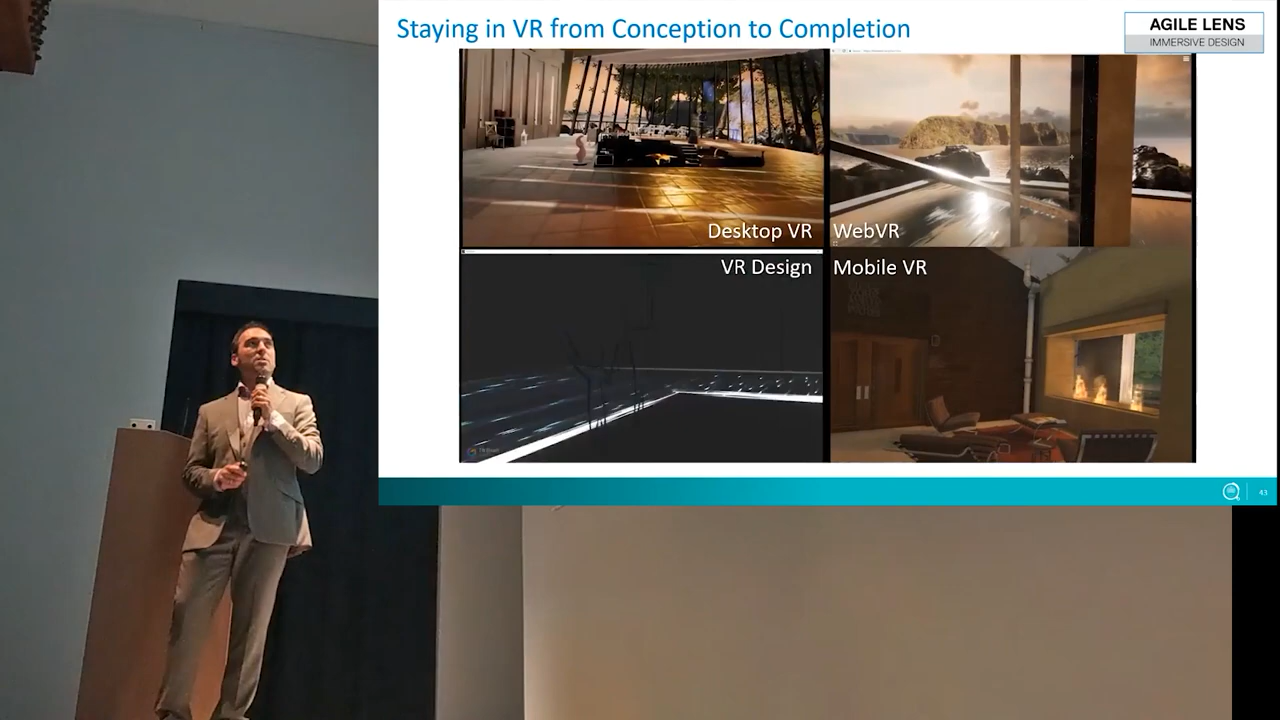 Staying in VR from Conception to Completion
AGILE LENS
IMMERSIVE DESIGN
Desktop VR
WebVR
VR Design
Mobile VR
43